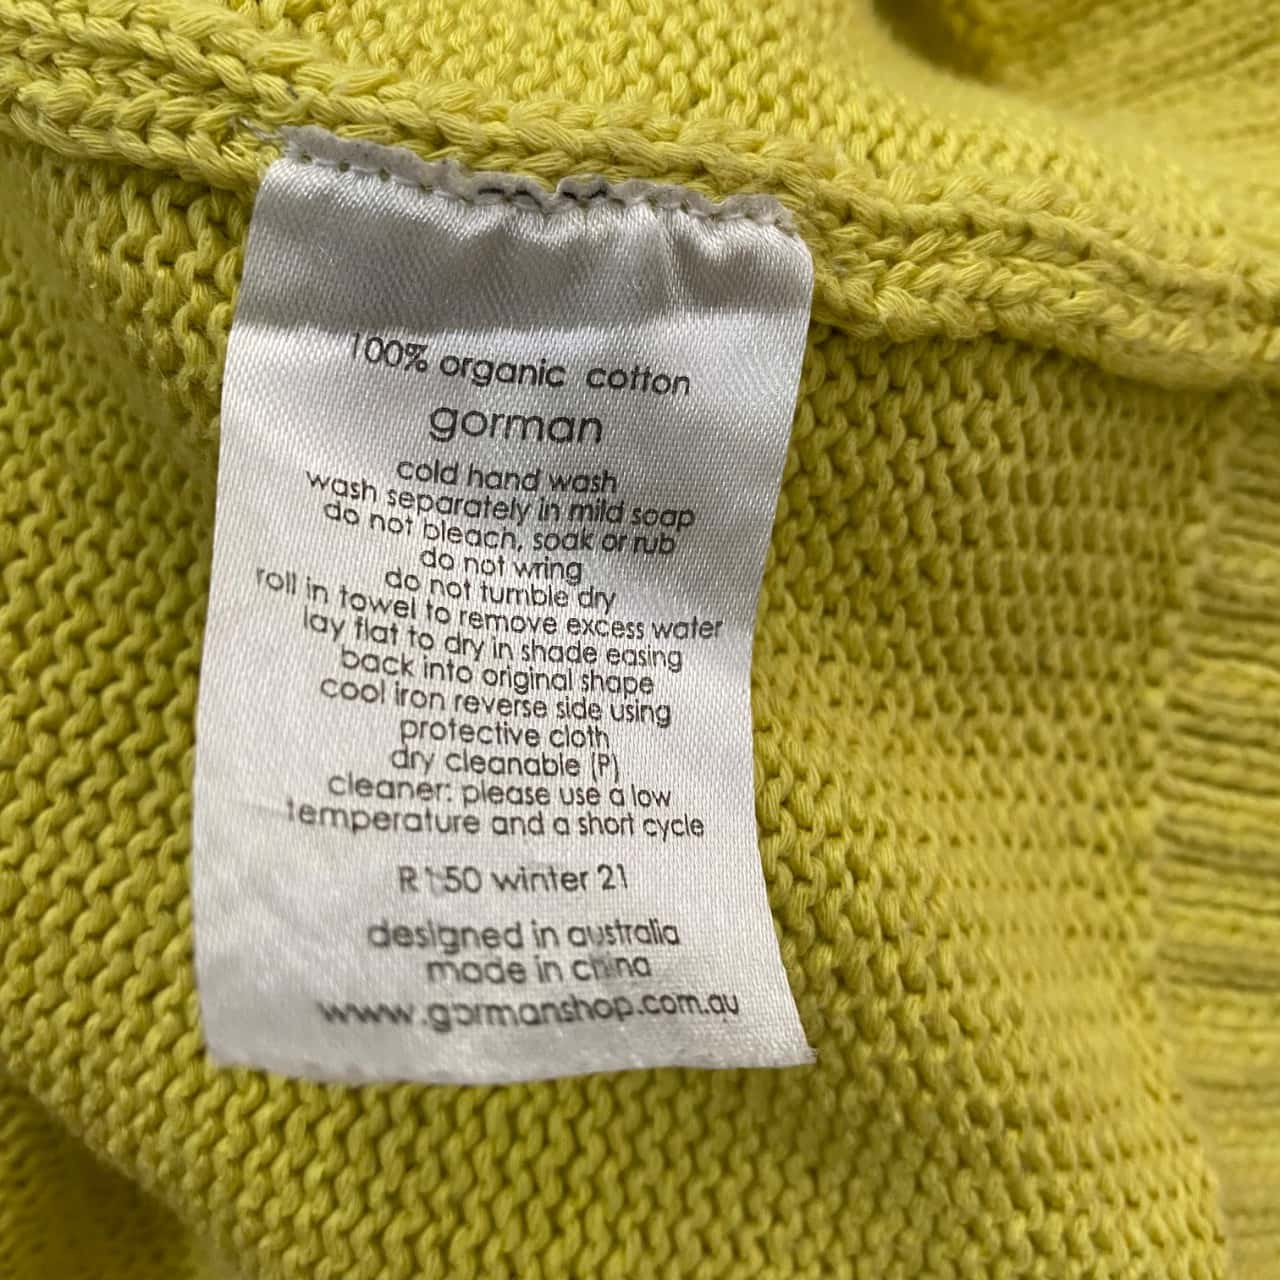 100% organic cotton
gorman
cold hand wash
wash separately in mild soap
do not bleach, soak or rub
do not wring
do not tumble dry
roll in towel to remove excess water
lay flat to dry in shade easing
back into original shape
cool iron reverse side using
protective cloth
dry cleanable (P)
cleaner: please use a low
temperature and a short cycle
winter 21
designed in australia
made in china
www.gormanshop.com.au